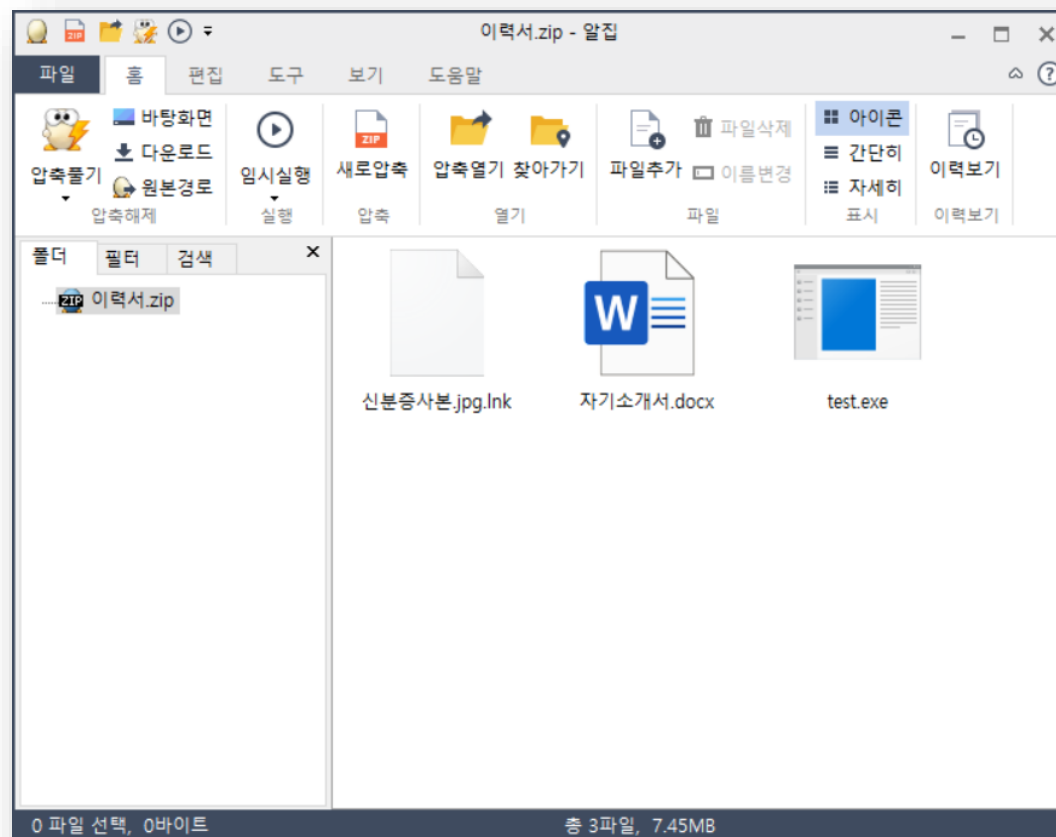 이력서.zip - 알집
파일 홈 편집 도구 보기 도움말
압축풀기
바탕화면
다운로드
원본경로
압축해제
임시실행
실행
ZIP
새로압축
압축
압축열기 찾아가기
열기
파일추가
파일삭제
이름변경
파일
아이콘
간단히
자세히
표시
이력보기
이력보기
폴더 필터 검색
ZIP 이력서.zip
W
신분증사본.jpg.lnk
자기소개서.docx
test.exe
0 파일 선택, 0바이트
총 3파일, 7.45MB